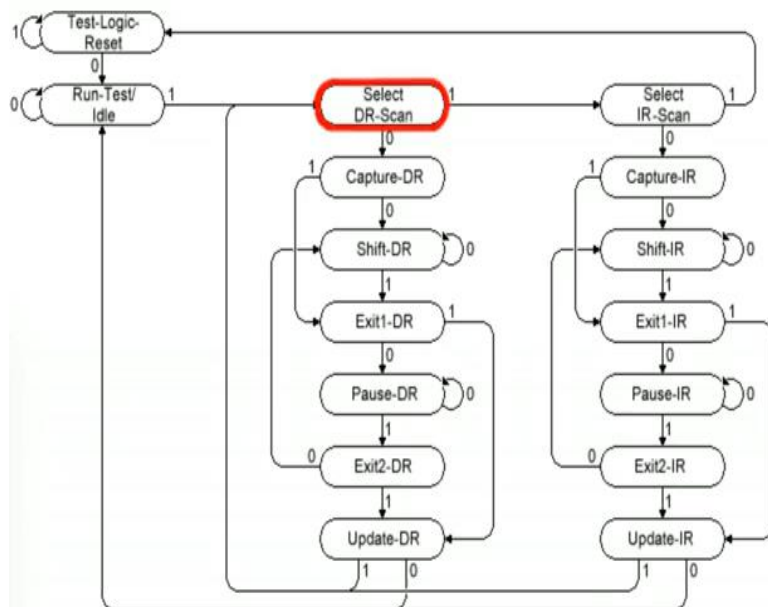 1
Test-Logic-
Reset
0
0
Run-Test/
Idle
1
Select
DR-Scan
1
Select
IR-Scan
1
0
0
1
Capture-DR
1
Capture-IR
0
0
Shift-DR
0
Shift-IR
0
1
1
Exit1-DR
1
Exit1-IR
1
0
0
Pause-DR
0
Pause-IR
0
1
1
0
Exit2-DR
0
Exit2-IR
1
1
Update-DR
Update-IR
1
0
1
0